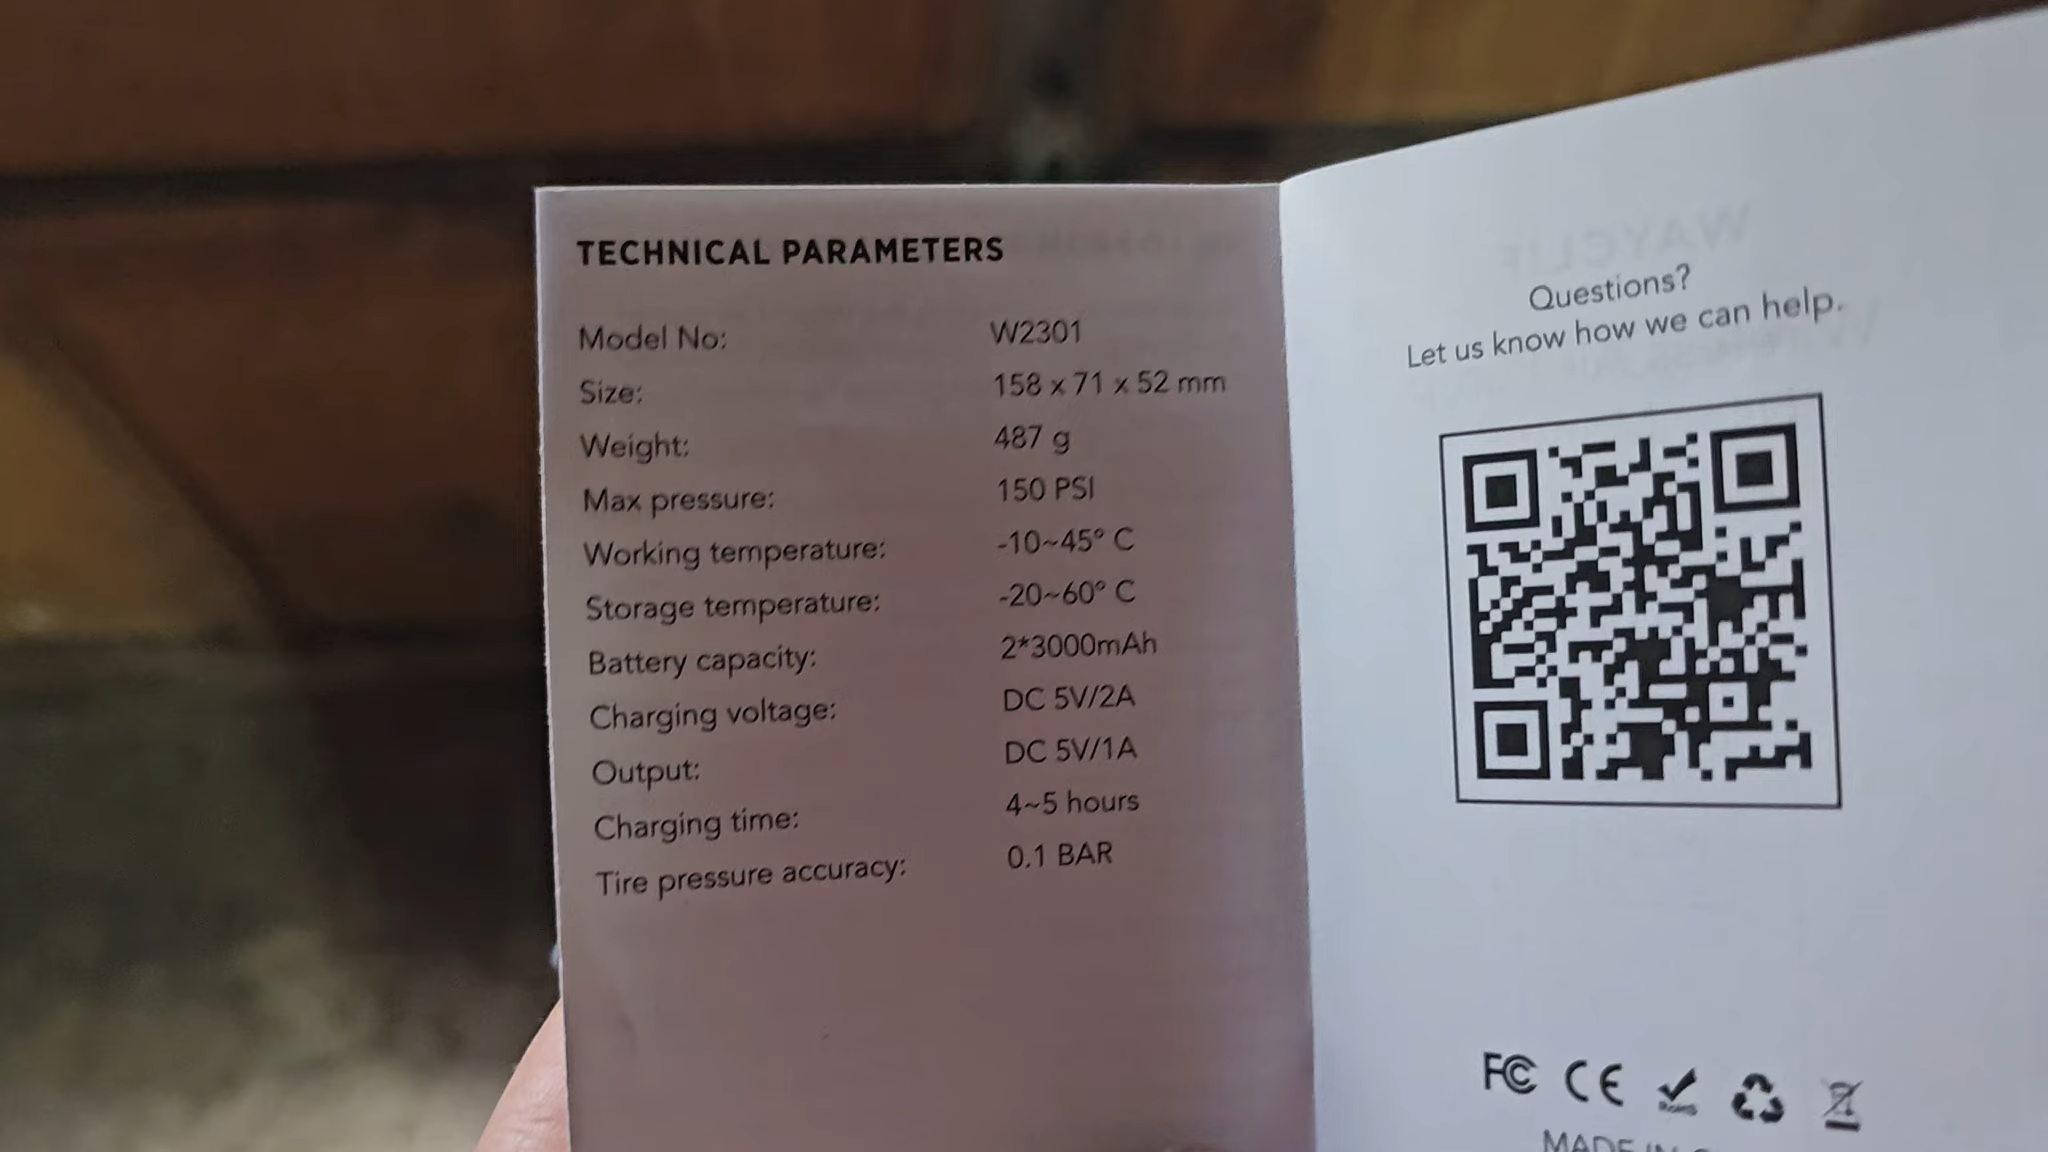 TECHNICAL PARAMETERS
Model No: W2301
Size: 158 x 71 x 52 mm
Weight: 487 g
Max pressure: 150 PSI
Working temperature: -10~45° C
Storage temperature: -20~60° C
Battery capacity: 2*3000mAh
Charging voltage: DC 5V/2A
Output: DC 5V/1A
Charging time: 4~5 hours
Tire pressure accuracy: 0.1 BAR
Questions?
Let us know how we can help.
FC CE RoHS
MADE IN